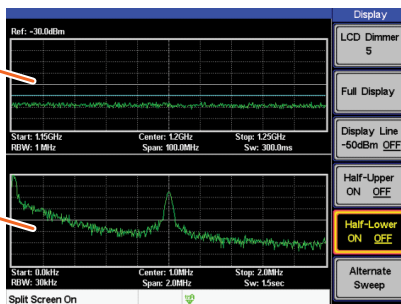 Display
Ref: -30.0dBm
LCD Dimmer
5
Full Display
Display Line
-50dBm OFF
Start: 1.15GHz Center: 1.2GHz Stop: 1.25GHz
RBW: 1 MHz Span: 100.0MHz Sw: 300.0ms
Half-Upper
ON OFF
Half-Lower
ON OFF
Start: 0.0kHz Center: 1.0MHz Stop: 2.0MHz
RBW: 30kHz Span: 2.0MHz Sw: 1.5sec
Alternate
Sweep
Split Screen On